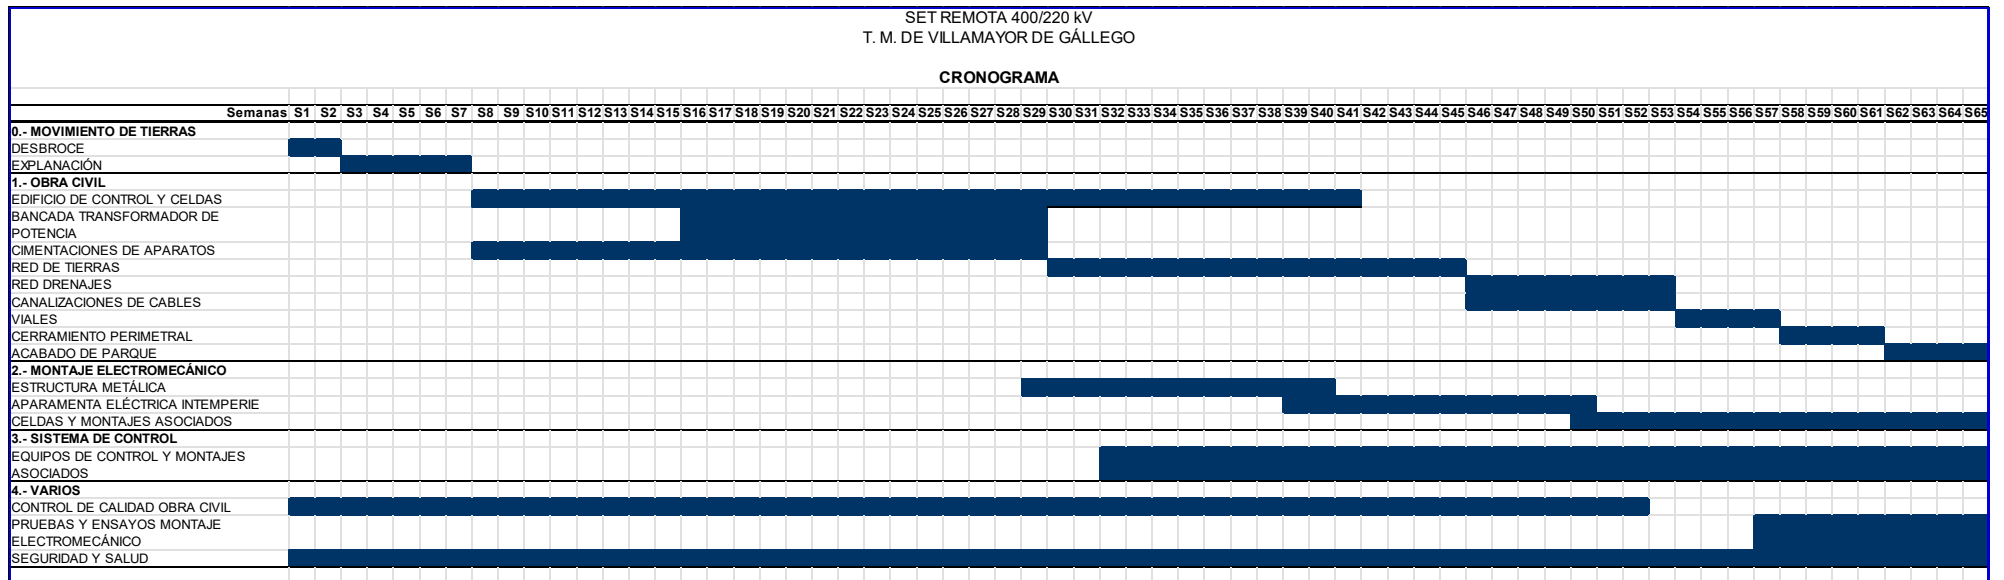 SET REMOTA 400/220 kV
T. M. DE VILLAMAYOR DE GÁLLEGO
CRONOGRAMA
Semanas S1 S2 S3 S4 S5 S6 S7 S8 S9 S10 S11 S12 S13 S14 S15 S16 S17 S18 S19 S20 S21 S22 S23 S24 S25 S26 S27 S28 S29 S30 S31 S32 S33 S34 S35 S36 S37 S38 S39 S40 S41 S42 S43 S44 S45 S46 S47 S48 S49 S50 S51 S52 S53 S54 S55 S56 S57 S58 S59 S60 S61 S62 S63 S64 S65
0.- MOVIMIENTO DE TIERRAS
DESBROCE
EXPLANACIÓN
1.- OBRA CIVIL
EDIFICIO DE CONTROL Y CELDAS
BANCADA TRANSFORMADOR DE
POTENCIA
CIMENTACIONES DE APARATOS
RED DE TIERRAS
RED DRENAJES
CANALIZACIONES DE CABLES
VIALES
CERRAMIENTO PERIMETRAL
ACABADO DE PARQUE
2.- MONTAJE ELECTROMECÁNICO
ESTRUCTURA METÁLICA
APARAMENTA ELÉCTRICA INTEMPERIE
CELDAS Y MONTAJES ASOCIADOS
3.- SISTEMA DE CONTROL
EQUIPOS DE CONTROL Y MONTAJES
ASOCIADOS
4.- VARIOS
CONTROL DE CALIDAD OBRA CIVIL
PRUEBAS Y ENSAYOS MONTAJE
ELECTROMECÁNICO
SEGURIDAD Y SALUD